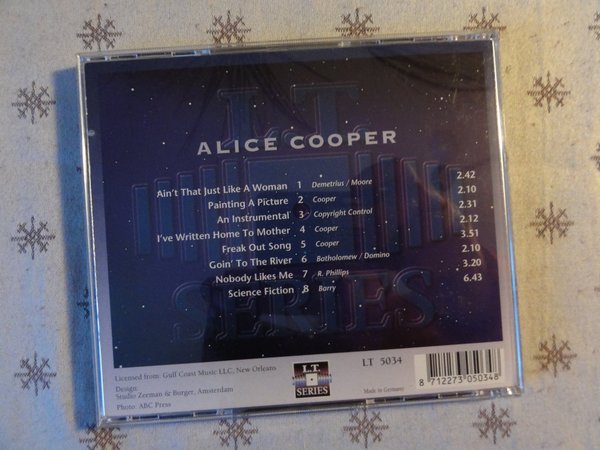 L.T.
SERIES
ALICE COOPER
Ain't That Just Like A Woman 1 Demetrius / Moore 2.42
Painting A Picture 2 Cooper 2.10
An Instrumental 3 Copyright Control 2.31
I've Written Home To Mother 4 Cooper 2.12
Freak Out Song 5 Cooper 3.51
Goin' To The River 6 Batholomew / Domino 2.10
Nobody Likes Me 7 R. Phillips 3.20
Science Fiction 8 Barry 6.43
Licensed from: Gulf Coast Music LLC, New Orleans
Design:
Studio Zeeman & Burger, Amsterdam
Photo: ABC Press
L.T.
SERIES
LT 5034
Made in Germany
8 712273 050348